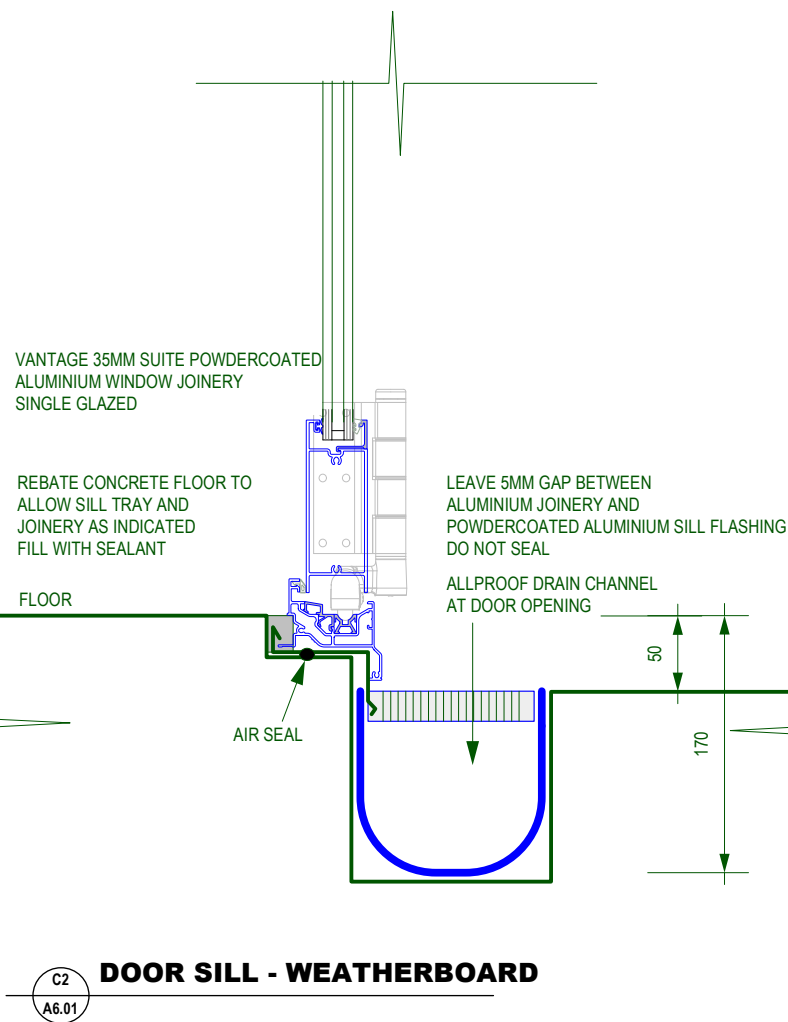 VANTAGE 35MM SUITE POWDERCOATED
ALUMINIUM WINDOW JOINERY
SINGLE GLAZED
REBATE CONCRETE FLOOR TO
ALLOW SILL TRAY AND
JOINERY AS INDICATED
FILL WITH SEALANT
LEAVE 5MM GAP BETWEEN
ALUMINIUM JOINERY AND
POWDERCOATED ALUMINIUM SILL FLASHING
DO NOT SEAL
ALLPROOF DRAIN CHANNEL
AT DOOR OPENING
FLOOR
50
170
AIR SEAL
C2
A6.01
DOOR SILL - WEATHERBOARD